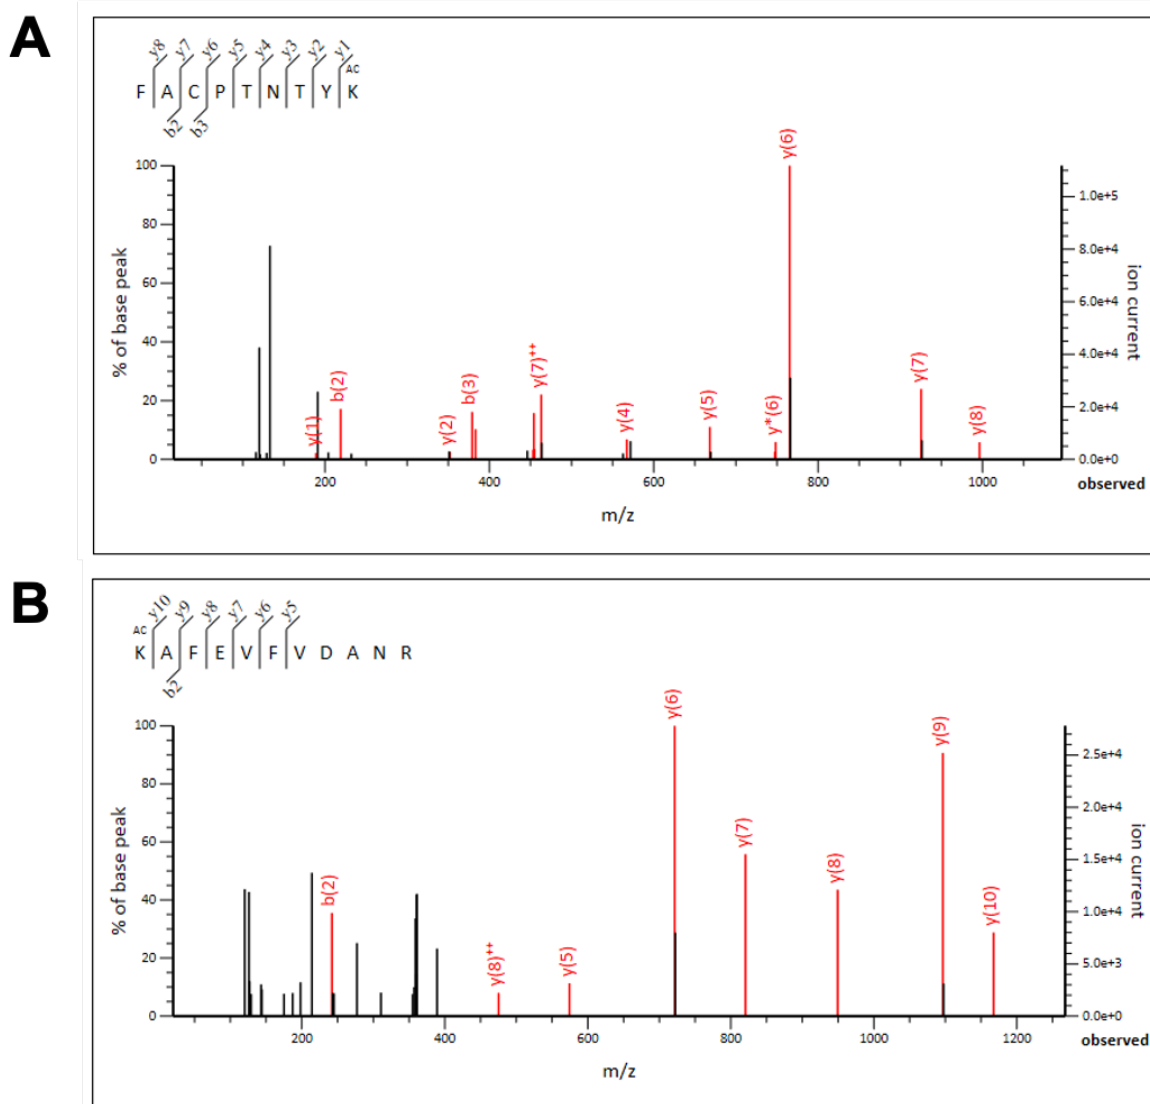 A
y8 y7 y6 y5 y4 y3 y2 y1
AC
F A C P T N T Y K
b2 b3
y(6)
100
80
60
40
20
0
% of base peak
1.0e+5
8.0e+4
6.0e+4
4.0e+4
2.0e+4
0.0e+0
ion current
y(1)
b(2)
y(2)
b(3)
y(7)++
y(4)
y(5)
y*(6)
y(7)
y(8)
200 400 600 800 1000 observed
m/z
B
y10 y9 y8 y7 y6 y5
AC
K A F E V F V D A N R
b2
y(6)
100
80
60
40
20
0
% of base peak
2.5e+4
2.0e+4
1.5e+4
1.0e+4
5.0e+3
0.0e+0
ion current
b(2)
y(8)++
y(5)
y(7)
y(8)
y(9)
y(10)
200 400 600 800 1000 1200 observed
m/z